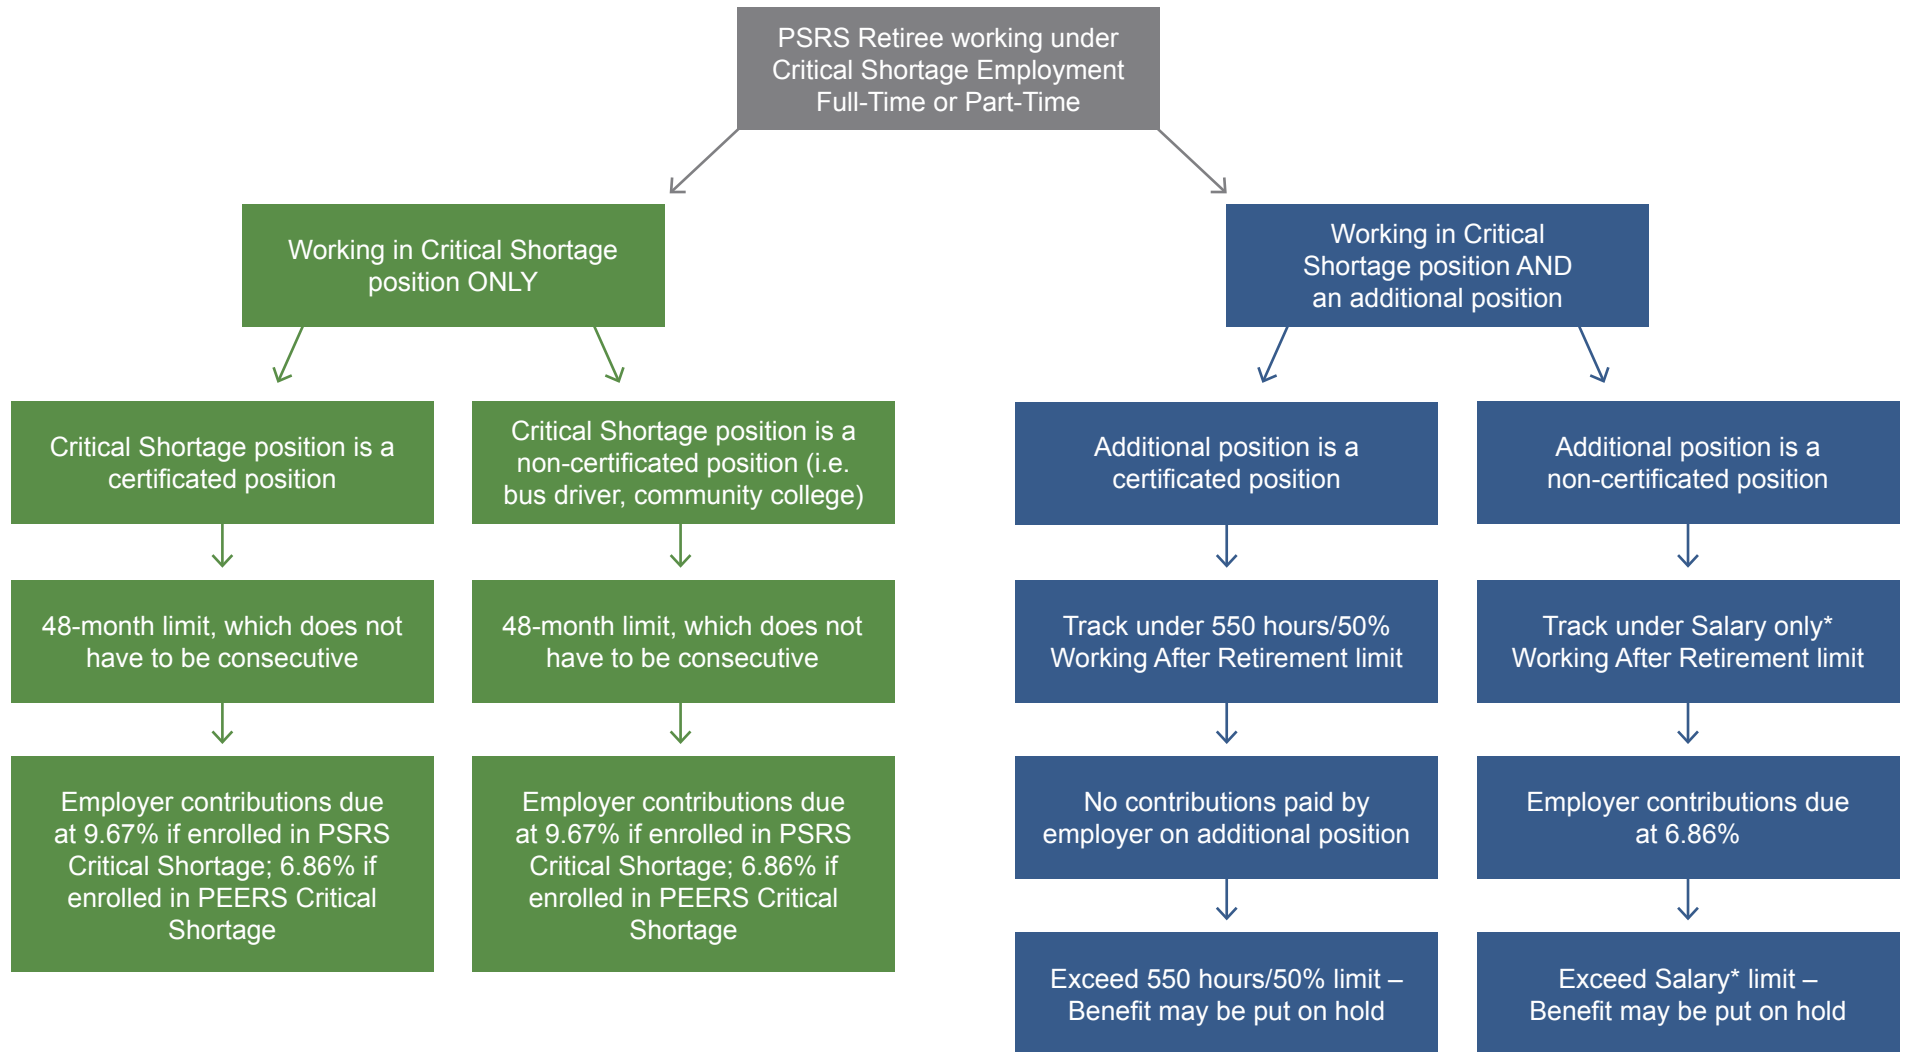 PSRS Retiree working under
Critical Shortage Employment
Full-Time or Part-Time
Working in Critical Shortage
position ONLY
Working in Critical
Shortage position AND
an additional position
Critical Shortage position is a
certificated position
Critical Shortage position is a
non-certificated position (i.e.
bus driver, community college)
Additional position is a
certificated position
Additional position is a
non-certificated position
48-month limit, which does not
have to be consecutive
48-month limit, which does not
have to be consecutive
Track under 550 hours/50%
Working After Retirement limit
Track under Salary only*
Working After Retirement limit
Employer contributions due
at 9.67% if enrolled in PSRS
Critical Shortage; 6.86% if
enrolled in PEERS Critical
Shortage
Employer contributions due
at 9.67% if enrolled in PSRS
Critical Shortage; 6.86% if
enrolled in PEERS Critical
Shortage
No contributions paid by
employer on additional position
Employer contributions due
at 6.86%
Exceed 550 hours/50% limit –
Benefit may be put on hold
Exceed Salary* limit –
Benefit may be put on hold